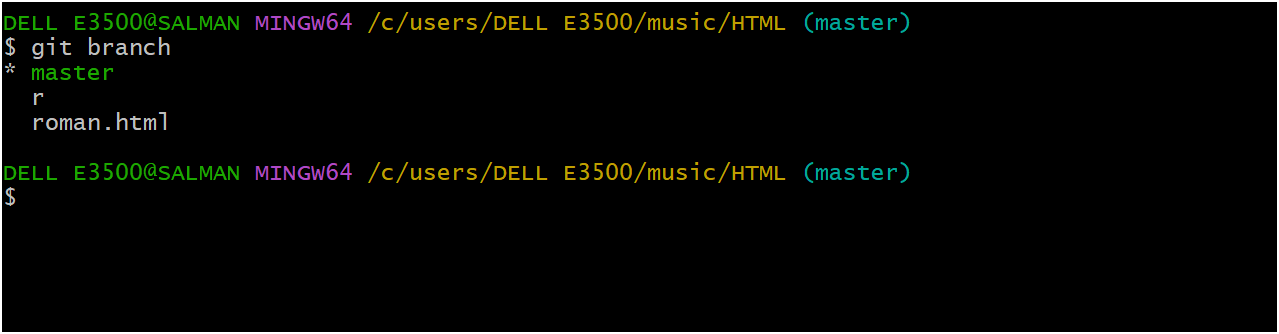 DELL E3500@SALMAN MINGW64 /c/users/DELL E3500/music/HTML (master)
$ git branch
* master
  r
  roman.html
DELL E3500@SALMAN MINGW64 /c/users/DELL E3500/music/HTML (master)
$